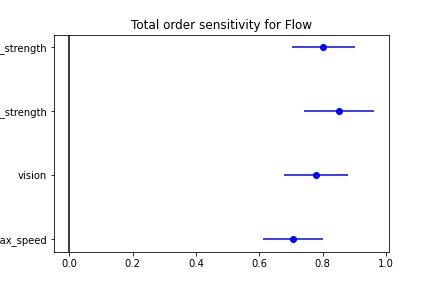 Total order sensitivity for Flow
_strength
_strength
vision
ax_speed
0.0 0.2 0.4 0.6 0.8 1.0